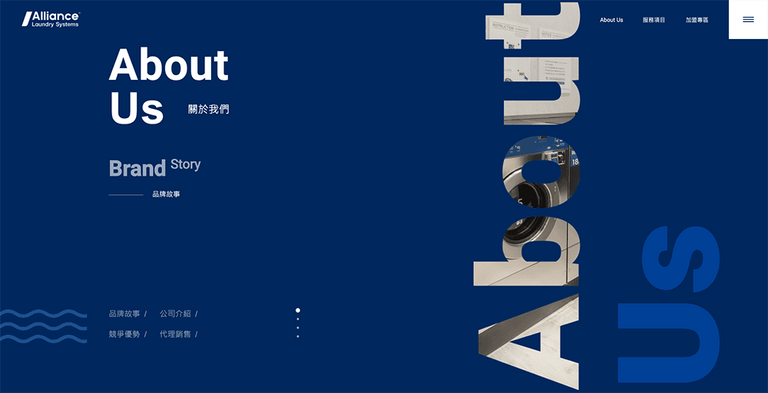 Alliance
Laundry Systems
About Us
服務項目
加盟專區
About
Us
關於我們
Brand Story
品牌故事
品牌故事 /
公司介紹 /
競爭優勢 /
代理銷售 /
About
Us